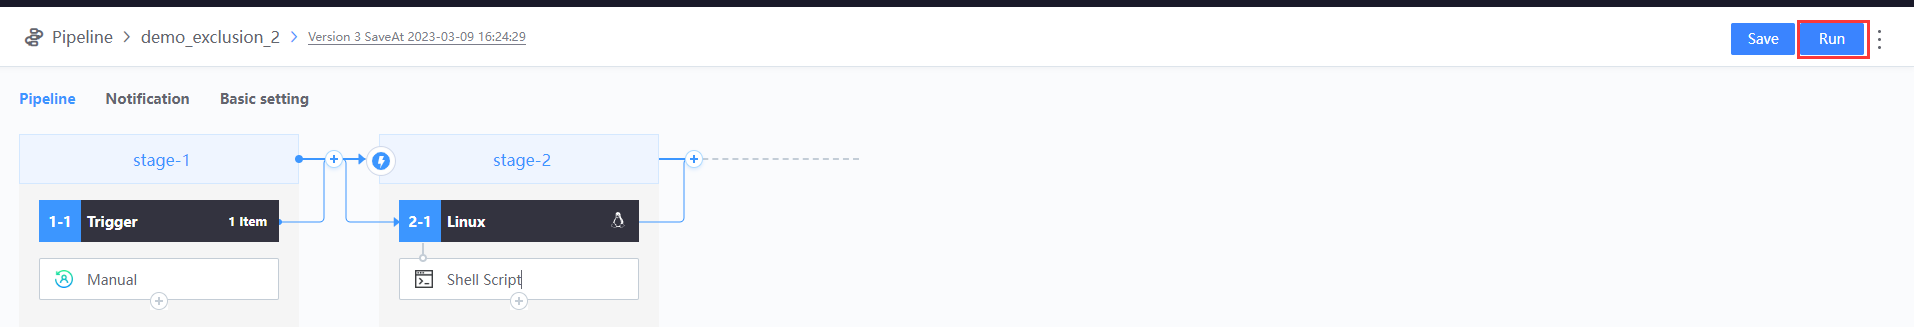 Pipeline > demo_exclusion_2 > Version 3 SaveAt 2023-03-09 16:24:29
Save Run
Pipeline Notification Basic setting
stage-1
stage-2
1-1 Trigger 1 Item
2-1 Linux
Manual
Shell Script